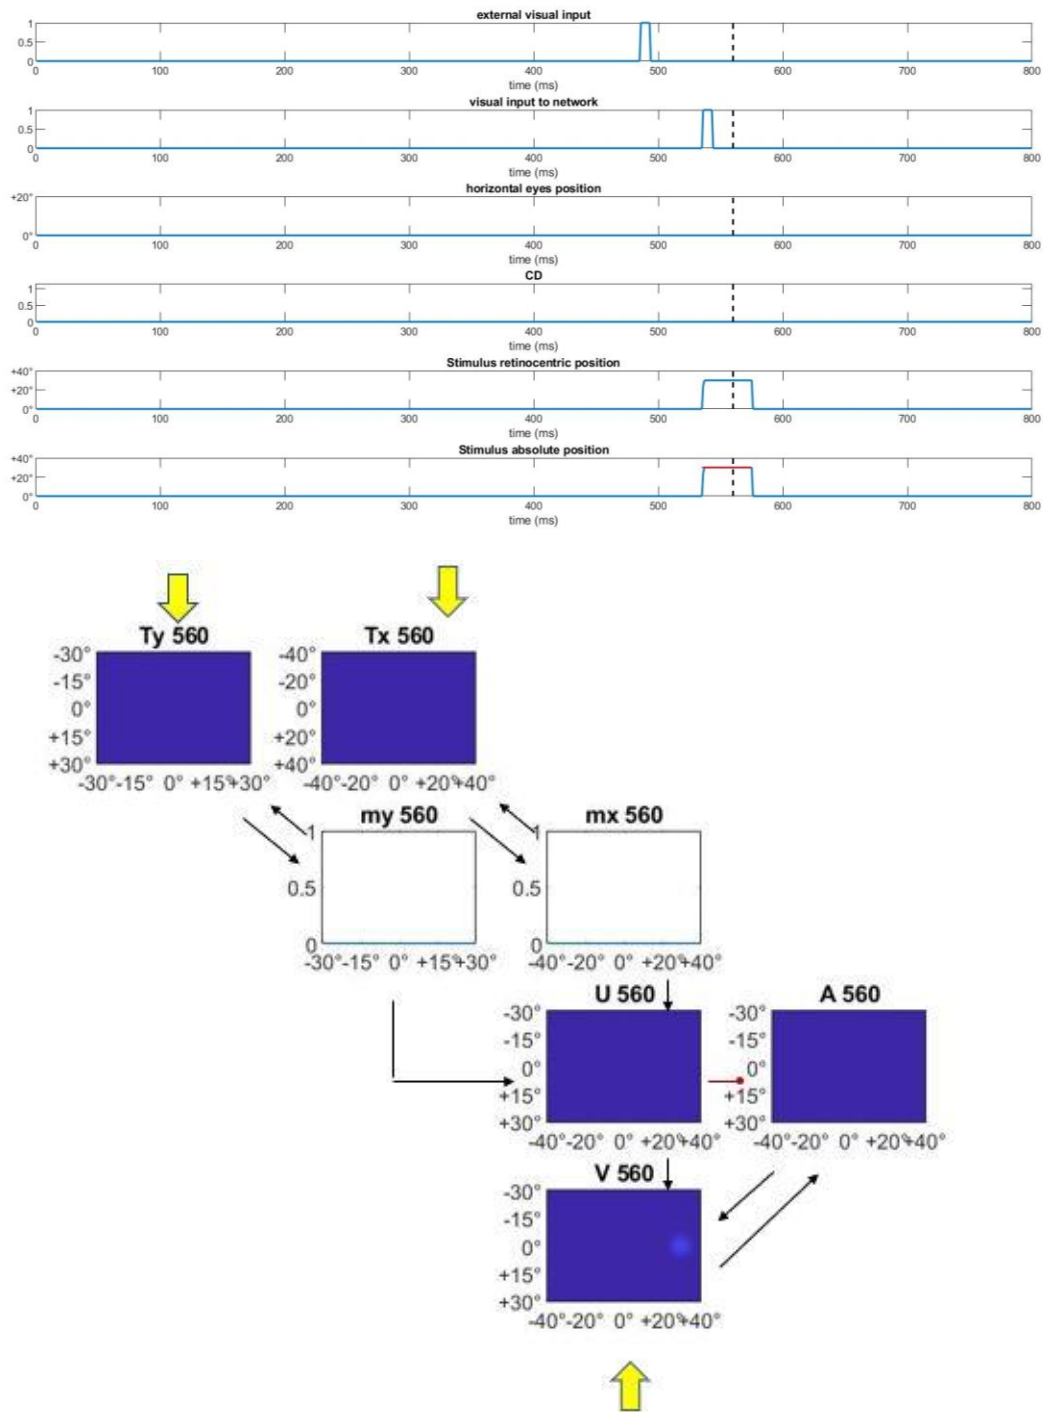 external visual input
1
0.5
0
0 100 200 300 400 500 600 700 800
time (ms)
visual input to network
1
0.5
0
0 100 200 300 400 500 600 700 800
time (ms)
horizontal eyes position
+20°
0°
0 100 200 300 400 500 600 700 800
time (ms)
CD
1
0.5
0
0 100 200 300 400 500 600 700 800
time (ms)
Stimulus retinocentric position
+40°
+20°
0°
0 100 200 300 400 500 600 700 800
time (ms)
Stimulus absolute position
+40°
+20°
0°
0 100 200 300 400 500 600 700 800
time (ms)
Ty 560
-30°
-15°
0°
+15°
+30°
-30° -15° 0° +15° +30°
Tx 560
-40°
-20°
0°
+20°
+40°
-40° -20° 0° +20° +40°
my 560
1
0.5
0
-30° -15° 0° +15° +30°
mx 560
1
0.5
0
-40° -20° 0° +20° +40°
U 560
-30°
-15°
0°
+15°
+30°
-40° -20° 0° +20° +40°
A 560
-30°
-15°
0°
+15°
+30°
-40° -20° 0° +20° +40°
V 560
-30°
-15°
0°
+15°
+30°
-40° -20° 0° +20° +40°